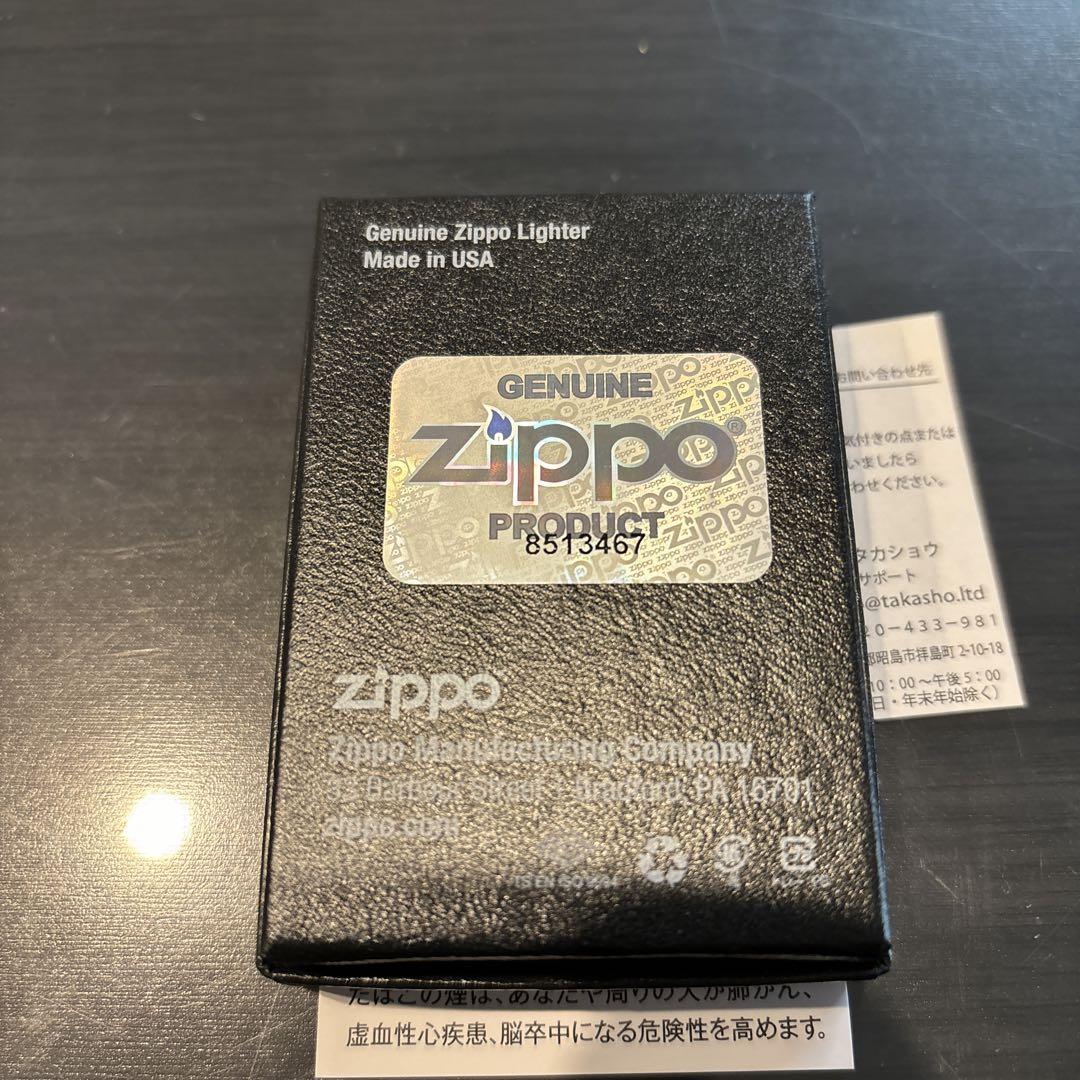 Genuine Zippo Lighter
Made in USA
GENUINE
zippo®
PRODUCT
8513467
zippo
Zippo Manufacturing Company
33 Barbour Street • Bradford, PA 16701
zippo.com
お問い合わせ先
気付きの点または
いましたら
わせください。
タカショウ
サポート
@takasho.ltd
20－433－981
都昭島市拝島町 2-10-18
10：00 ～午後 5：00
日・年末年始除く）
たばこの煙は、あなたや周りの人が肺がん、
虚血性心疾患、脳卒中になる危険性を高めます。